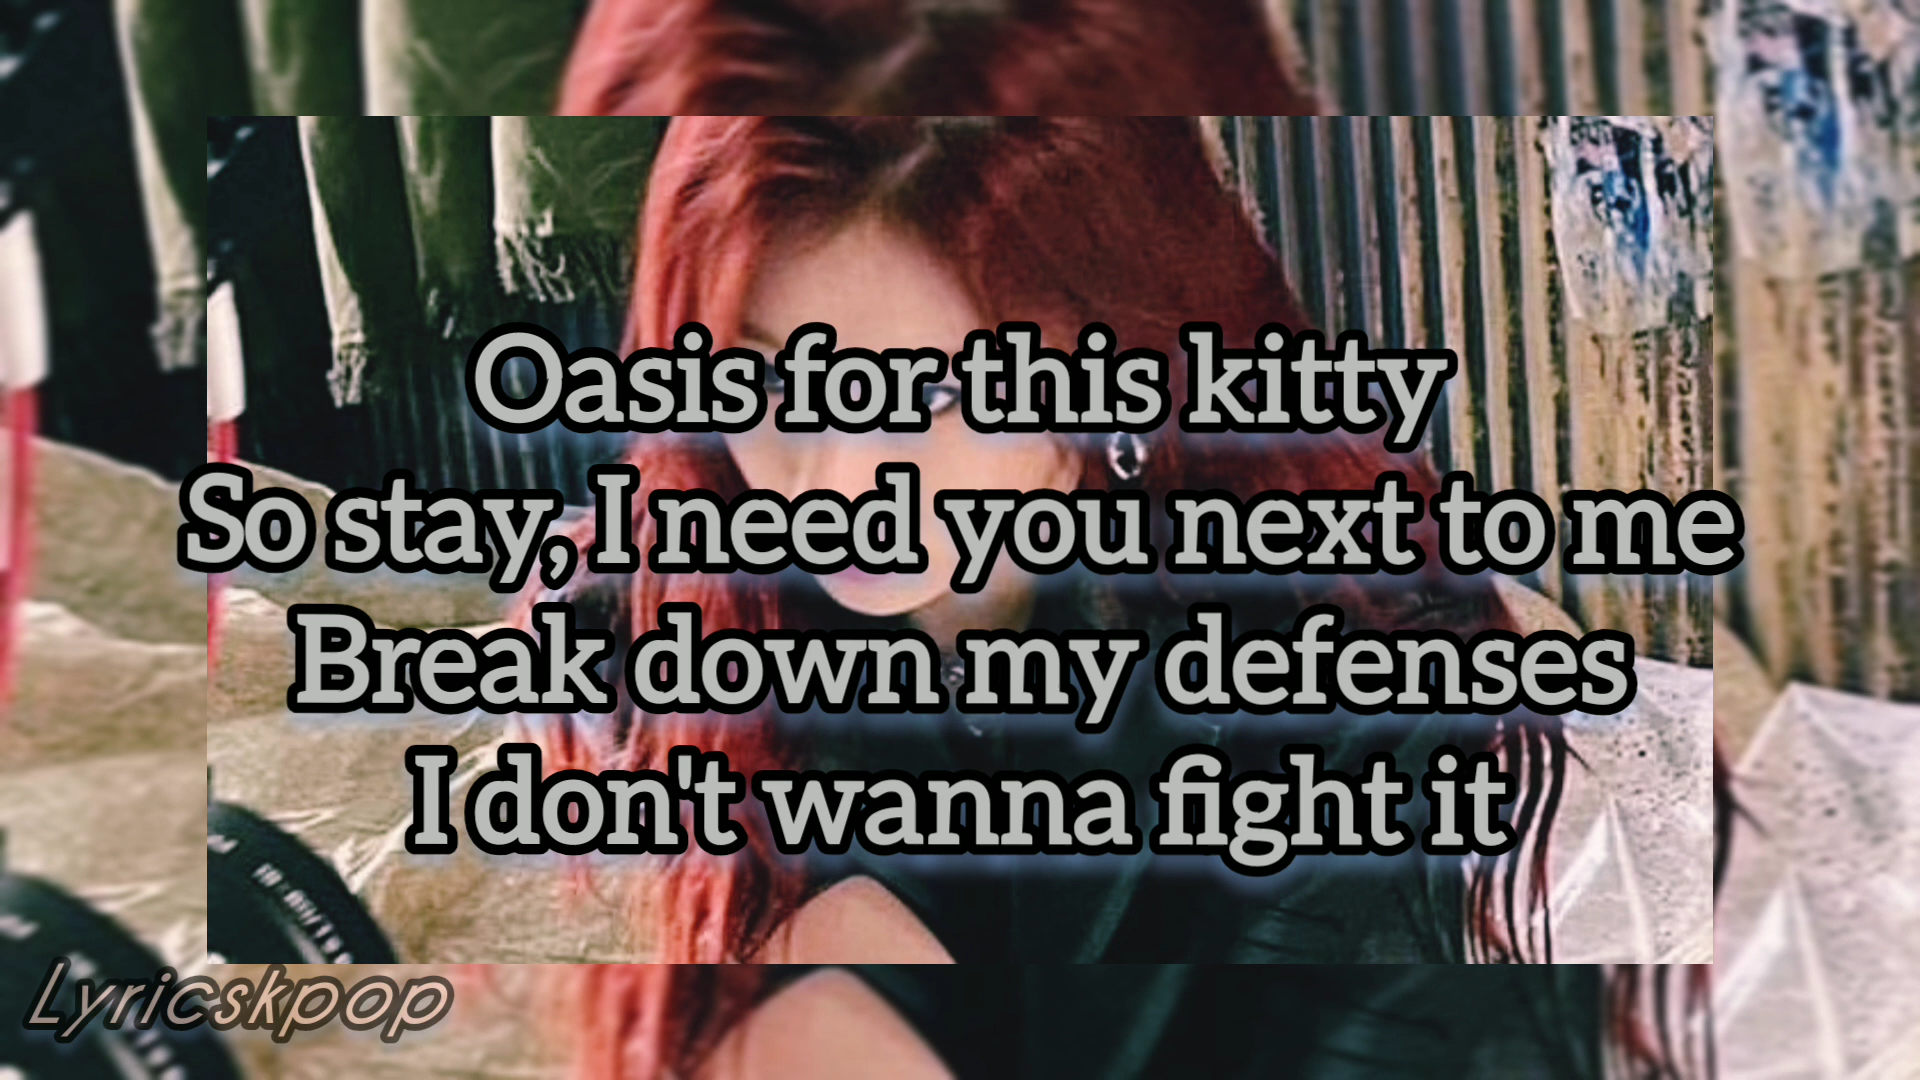 Oasis for this kitty
So stay, I need you next to me
Break down my defenses
I don't wanna fight it
Lyricskpop